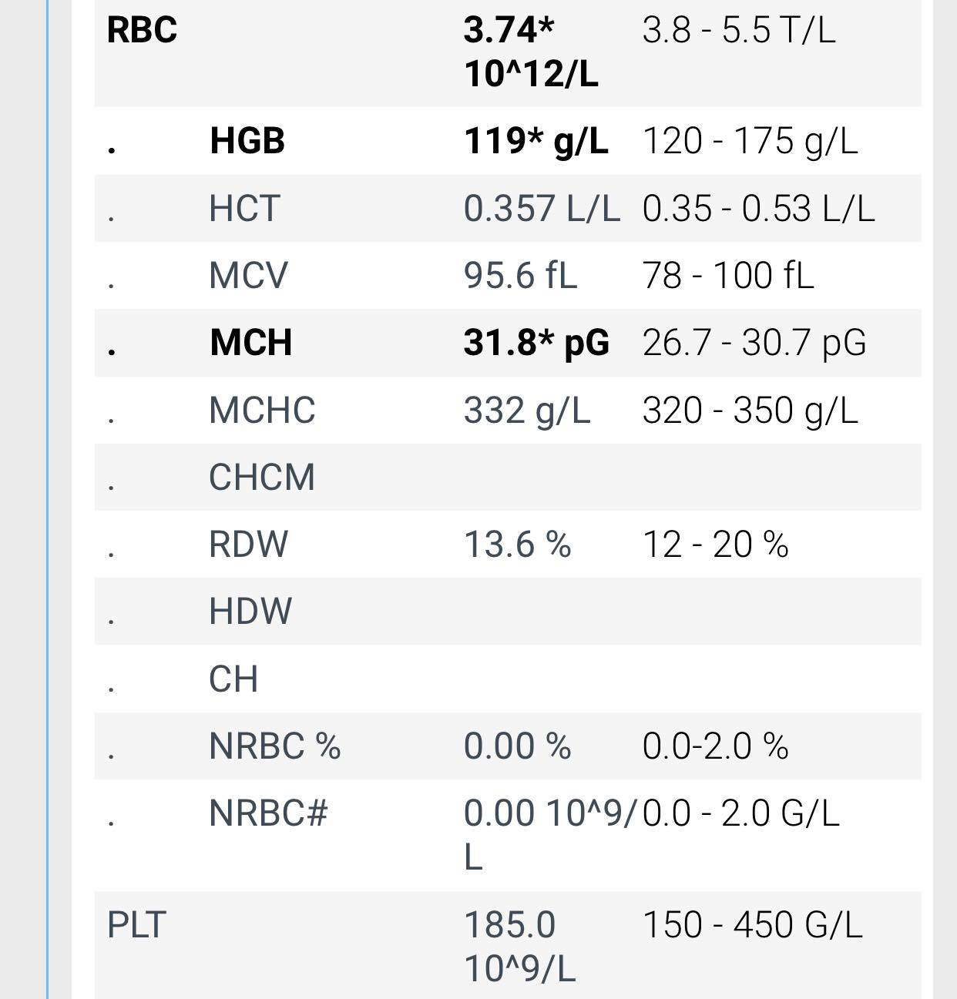 RBC 3.74* 3.8 - 5.5 T/L
10^12/L
. HGB 119* g/L 120 - 175 g/L
. HCT 0.357 L/L 0.35 - 0.53 L/L
. MCV 95.6 fL 78 - 100 fL
. MCH 31.8* pG 26.7 - 30.7 pG
. MCHC 332 g/L 320 - 350 g/L
. CHCM
. RDW 13.6 % 12 - 20 %
. HDW
. CH
. NRBC % 0.00 % 0.0-2.0 %
. NRBC# 0.00 10^9/ 0.0 - 2.0 G/L
L
PLT 185.0 150 - 450 G/L
10^9/L